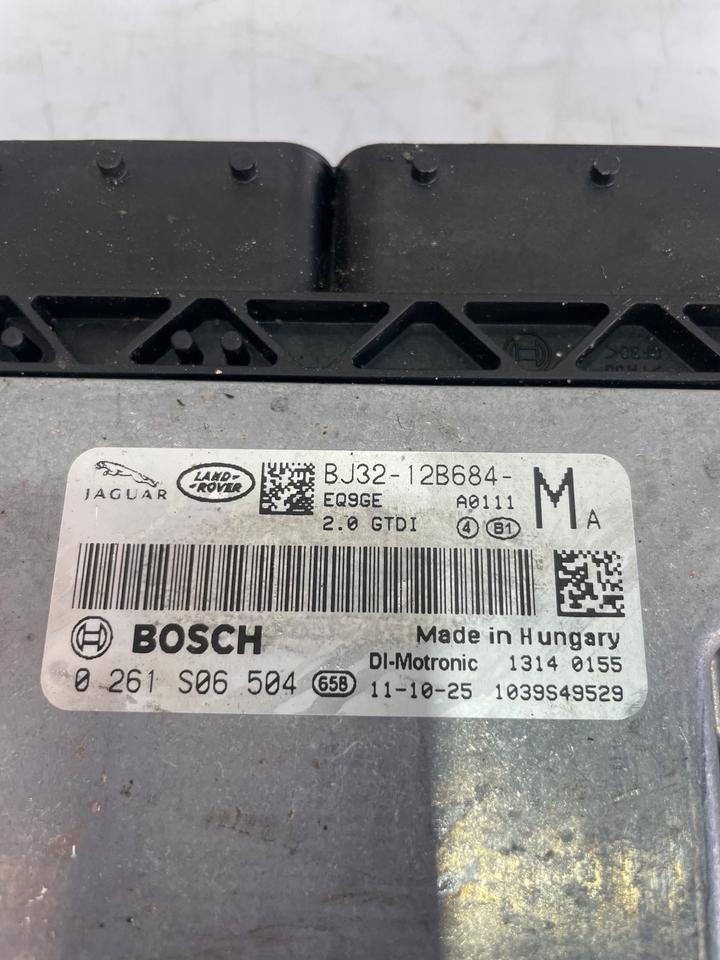 JAGUAR
LAND-
-ROVER
BJ32-12B684-
M A
EQ9GE A0111
2.0 GTDI 4 B1
BOSCH
Made in Hungary
DI-Motronic 1314 0155
0 261 S06 504 658 11-10-25 1039S49529